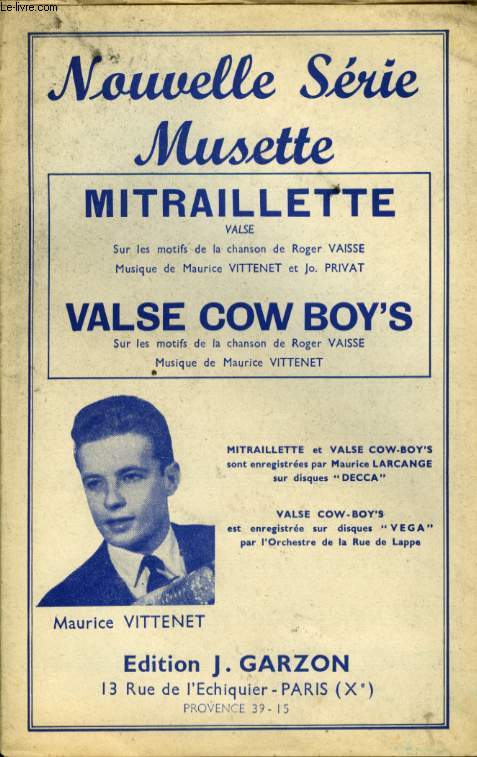 Le-livre.com
Nouvelle Série
Musette
MITRAILLETTE
VALSE
Sur les motifs de la chanson de Roger VAISSE
Musique de Maurice VITTENET et Jo. PRIVAT
VALSE COW BOY'S
Sur les motifs de la chanson de Roger VAISSE
Musique de Maurice VITTENET
MITRAILLETTE et VALSE COW-BOY'S
sont enregistrées par Maurice LARCANGE
sur disques "DECCA"
VALSE COW-BOY'S
est enregistrée sur disques "VEGA"
par l'Orchestre de la Rue de Lappe
Maurice VITTENET
Edition J. GARZON
13 Rue de l'Echiquier - PARIS (X°)
PROVENCE 39 - 15